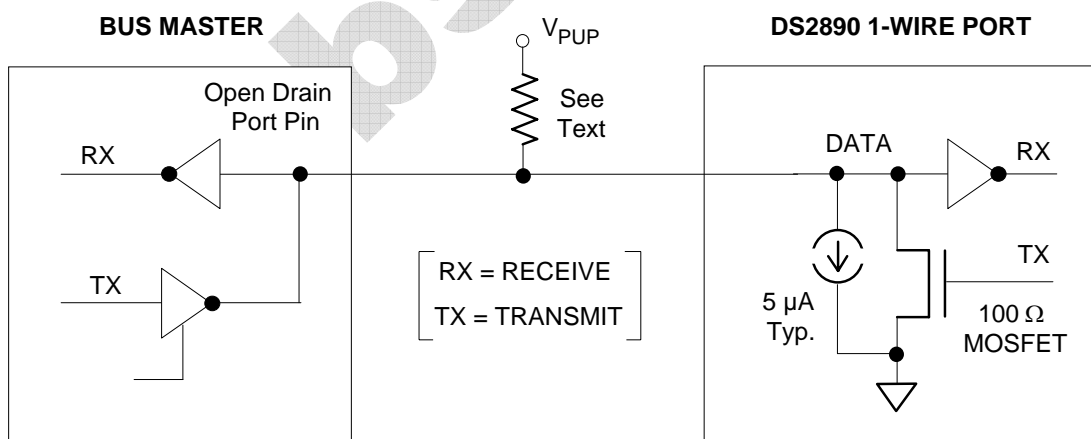 BUS MASTER
V_PUP
DS2890 1-WIRE PORT
Open Drain
Port Pin
See
Text
RX
DATA
RX
TX
RX = RECEIVE
TX = TRANSMIT
TX
5 µA
Typ.
100 Ω
MOSFET